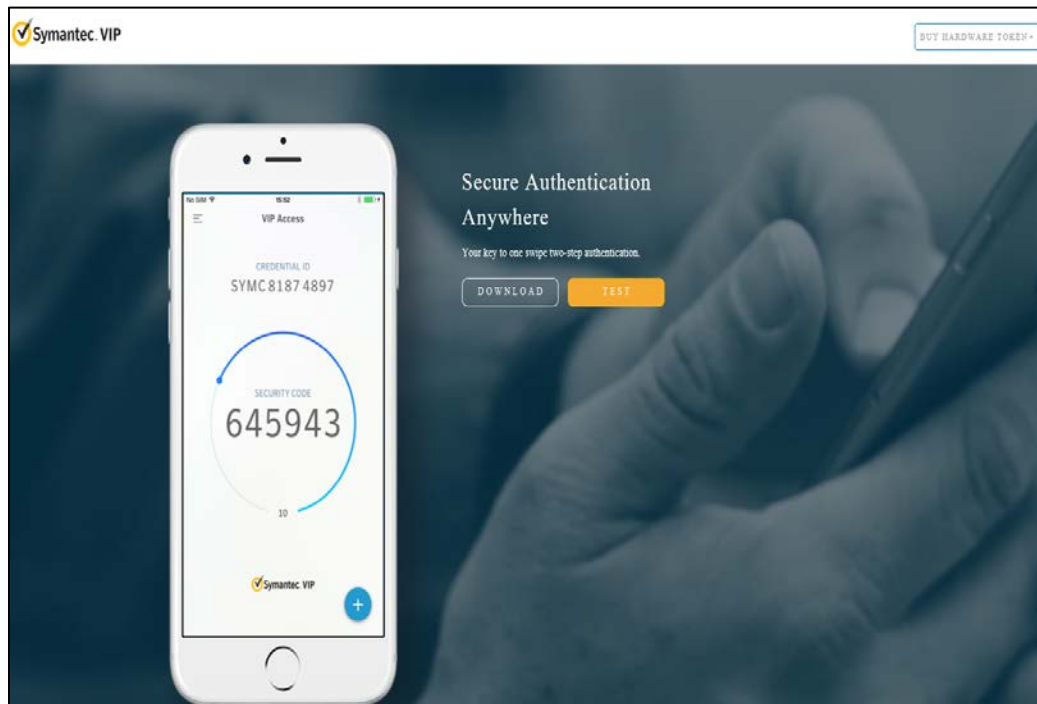 Symantec. VIP
BUY HARDWARE TOKEN
No SIM 15:52
VIP Access
CREDENTIAL ID
SYMC 8187 4897
SECURITY CODE
645943
10
Symantec. VIP
Secure Authentication
Anywhere
Your key to one swipe two-step authentication.
DOWNLOAD TEST